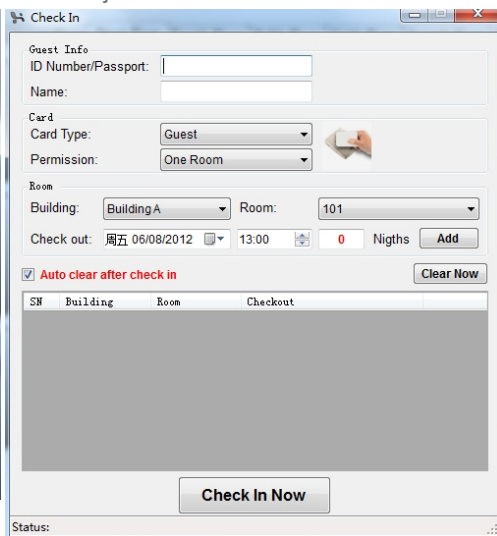 Check In
Guest Info
ID Number/Passport:
Name:
Card
Card Type: Guest
Permission: One Room
Room
Building: Building A Room: 101
Check out: 周五 06/08/2012 13:00 0 Nigths Add
Auto clear after check in Clear Now
SN Building Room Checkout
Check In Now
Status: